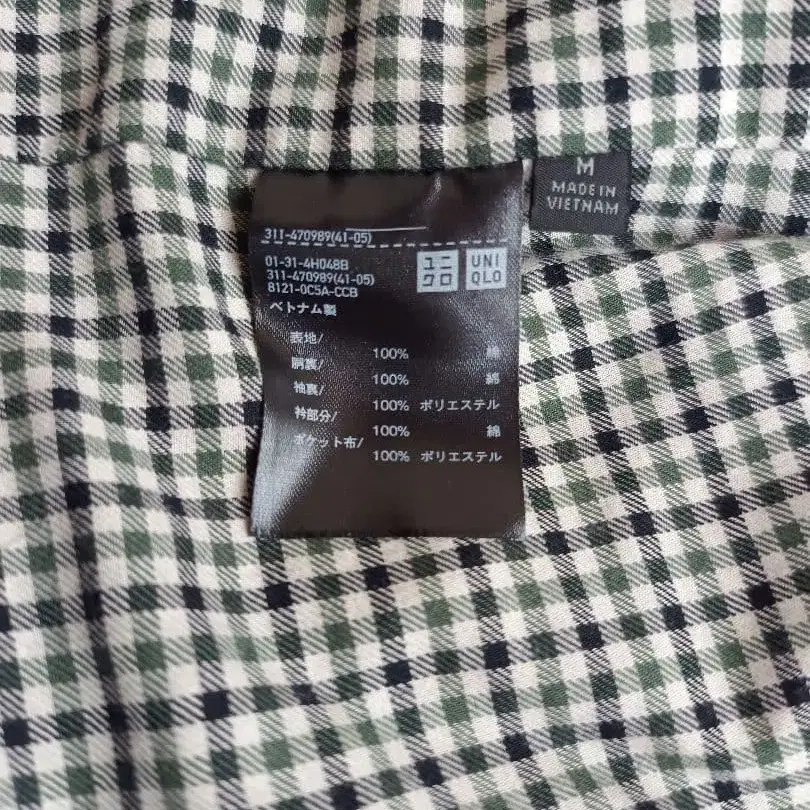 M
MADE IN
VIETNAM
311-470989(41-05)
01-31-4H048B
311-470989(41-05)
8121-0C5A-CCB
ユニ
クロ
UNI
QLO
ベトナム製
表地/
100% 綿
胴裏/
100% 綿
袖裏/
100% ポリエステル
衿部分/
100% 綿
ポケット布/
100% ポリエステル